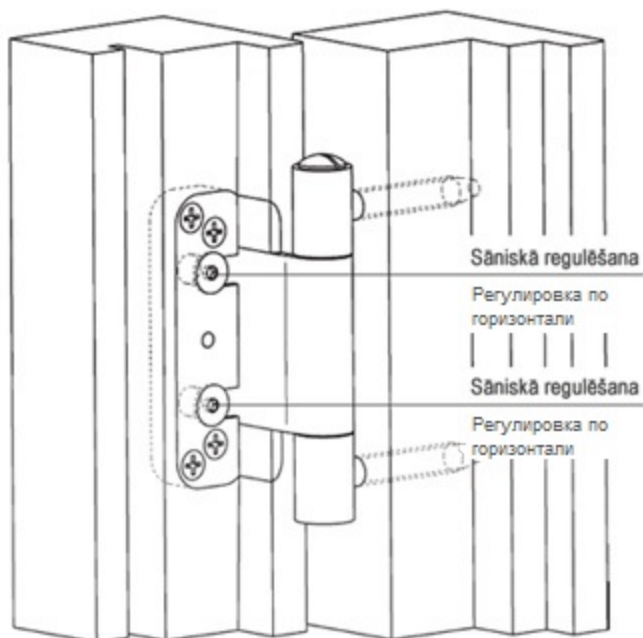 Sāniskā regulēšana
Регулировка по
горизонтали
Sāniskā regulēšana
Регулировка по
горизонтали